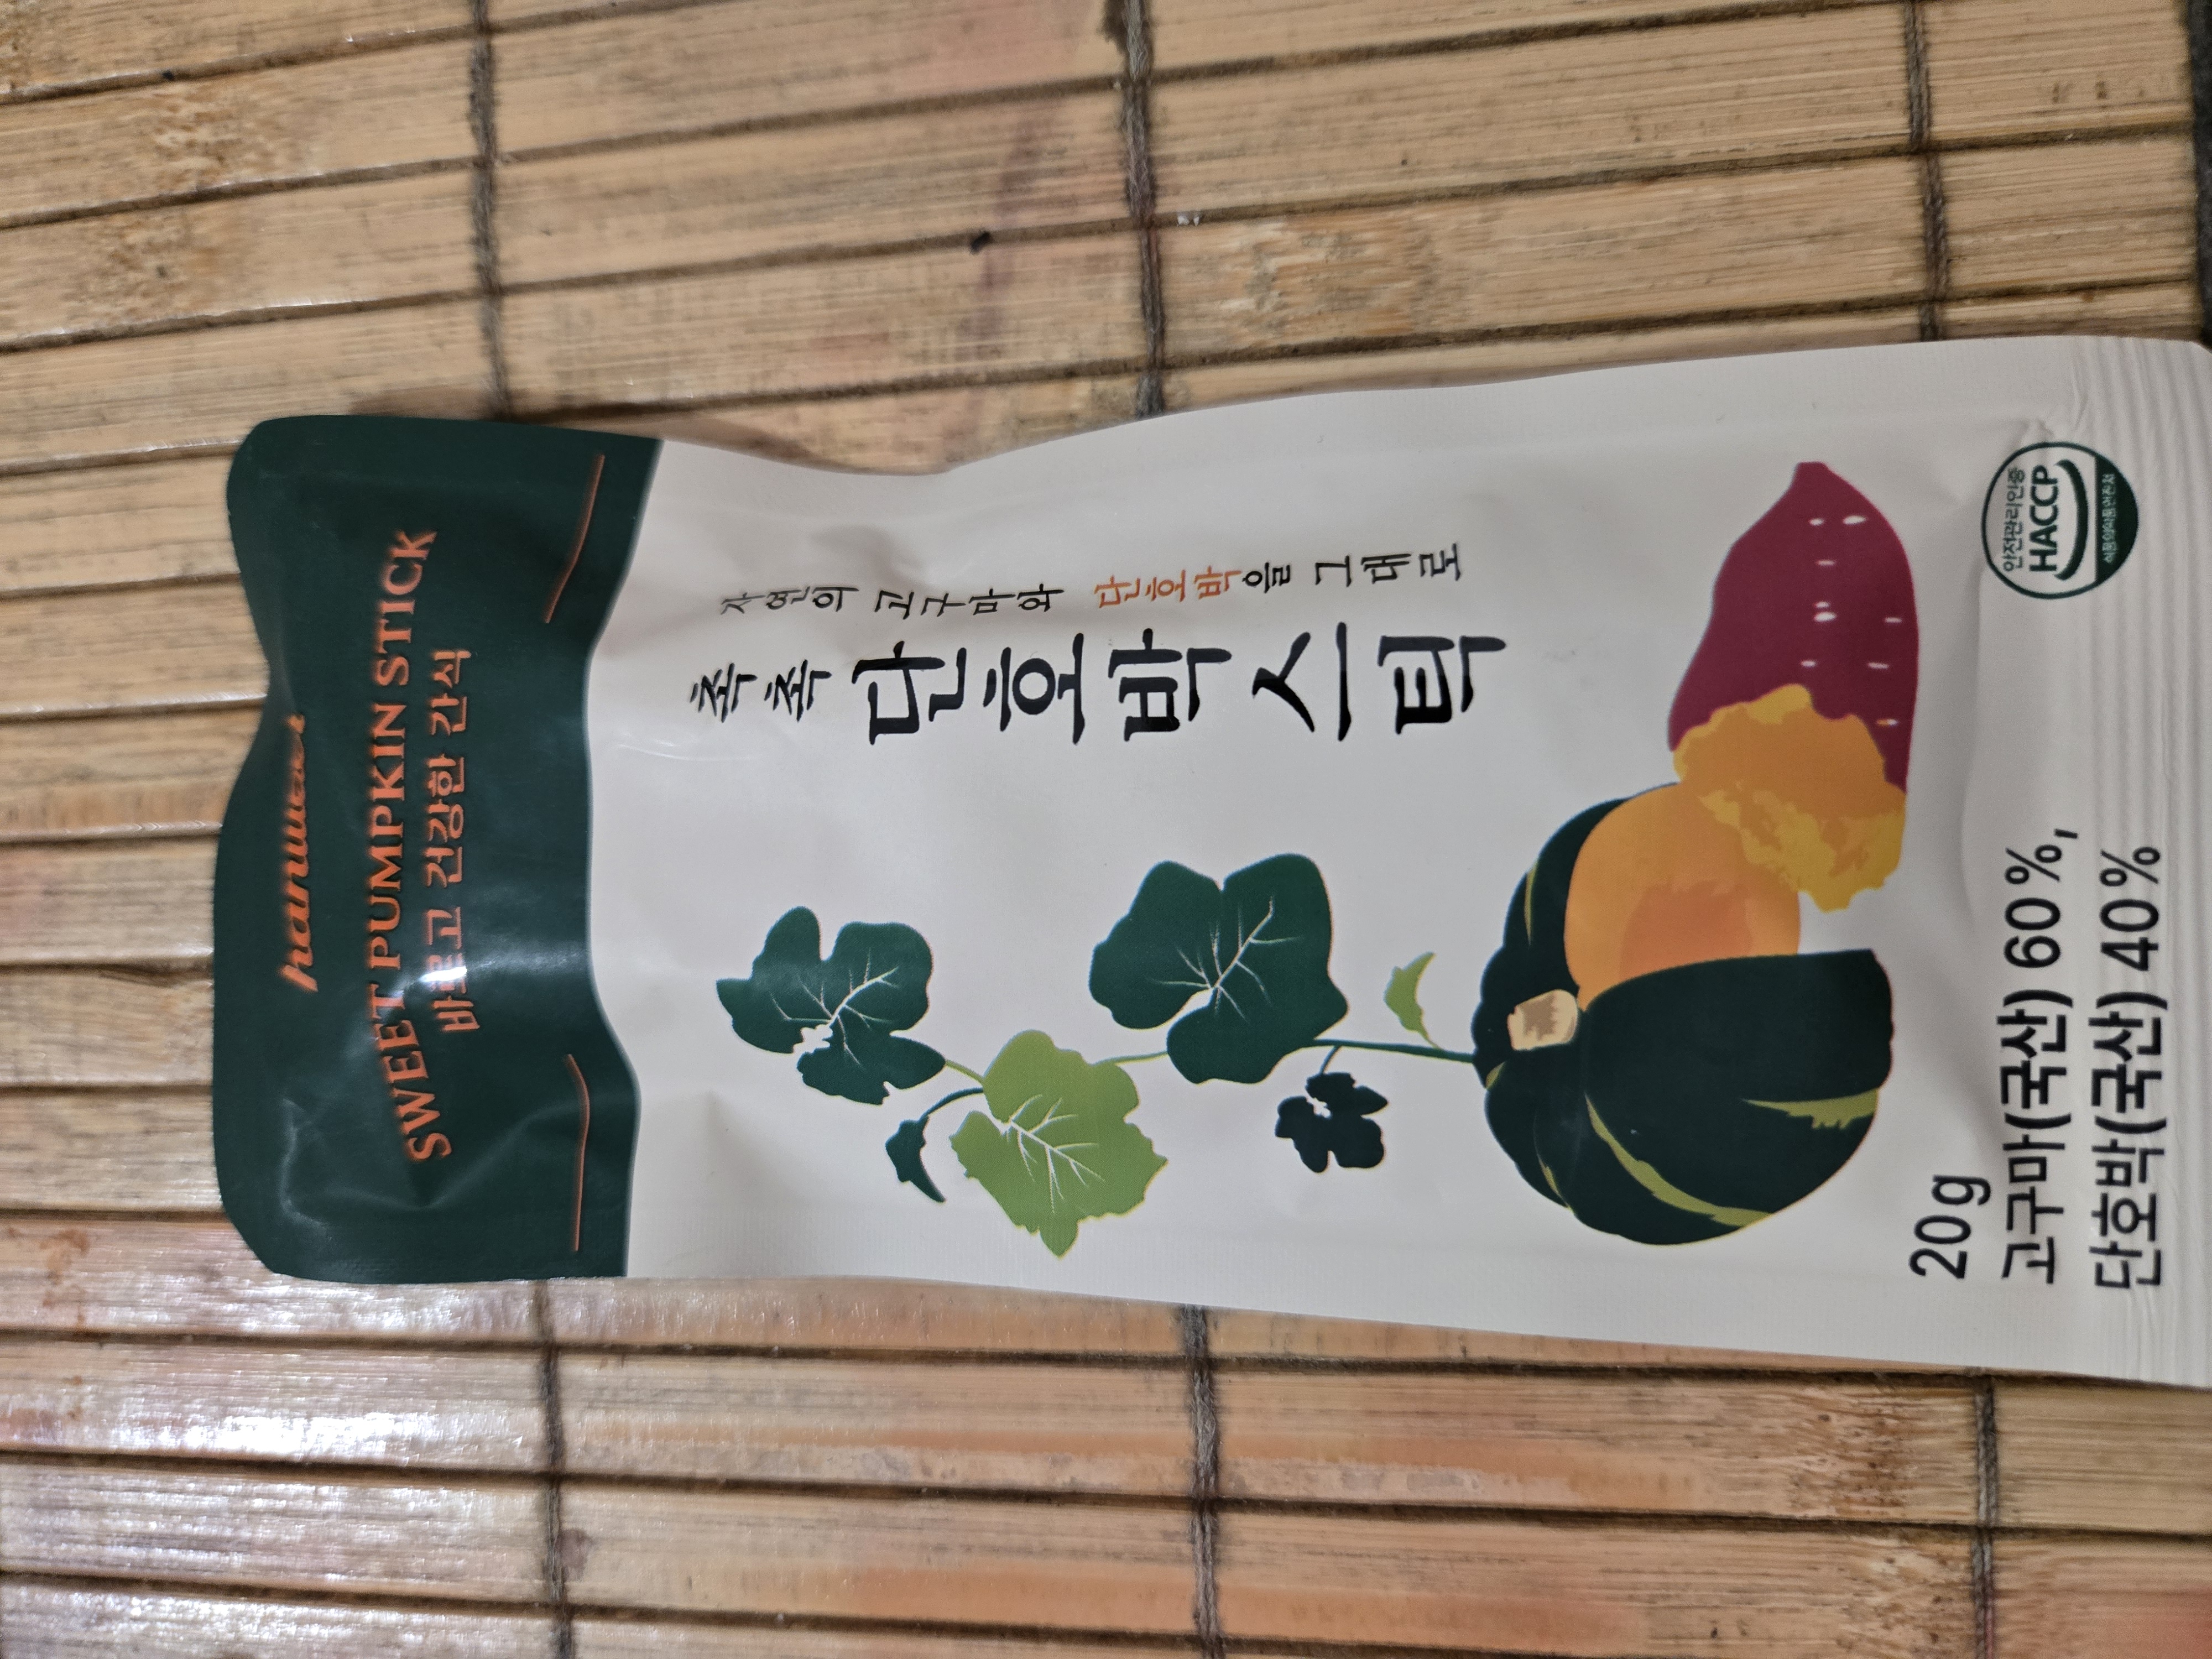 hanuael
SWEET PUMPKIN STICK
바르고 건강한 간식
자연의 고구마와 단호박을 그대로
촉촉 단호박스틱
20g
고구마(국산) 60%,
단호박(국산) 40%
안전관리인증
HACCP
식품의약품안전처